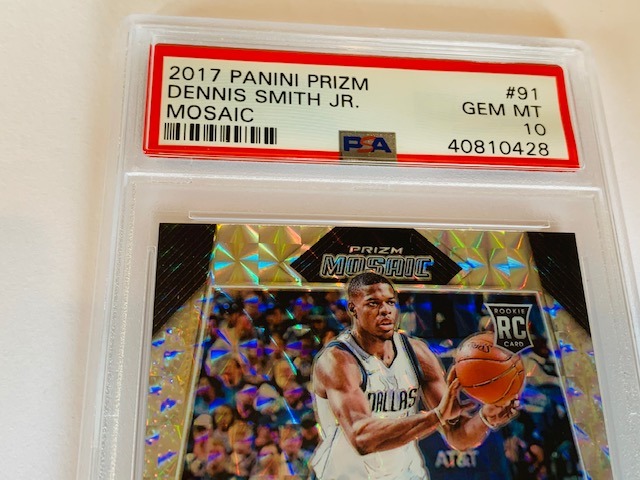 2017 PANINI PRIZM #91
DENNIS SMITH JR. GEM MT
MOSAIC 10
PSA 40810428
PRIZM
MOSAIC
ROOKIE
RC
CARD
DALLAS
AT&T